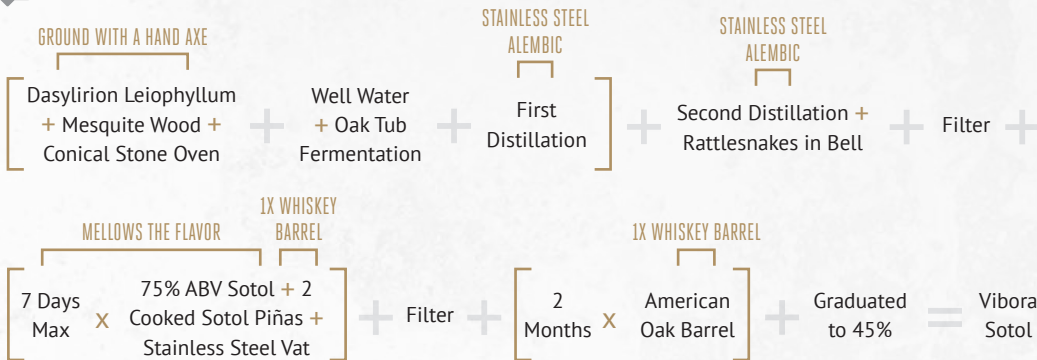 GROUND WITH A HAND AXE
Dasylirion Leiophyllum
+ Mesquite Wood +
Conical Stone Oven
+
Well Water
+ Oak Tub
Fermentation
+
STAINLESS STEEL
ALEMBIC
First
Distillation
+
STAINLESS STEEL
ALEMBIC
Second Distillation +
Rattlesnakes in Bell
+
Filter
+
MELLOWS THE FLAVOR
7 Days
Max
x
1X WHISKEY
BARREL
75% ABV Sotol + 2
Cooked Sotol Piñas +
Stainless Steel Vat
+
Filter
+
2
Months
x
1X WHISKEY BARREL
American
Oak Barrel
+
Graduated
to 45%
=
Vibora
Sotol